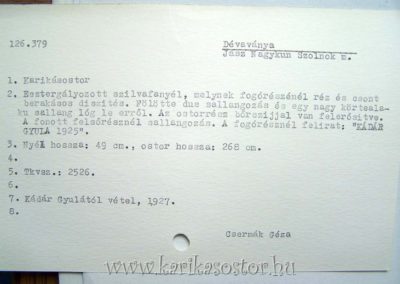 126.379
Dévaványa
Jász Nagykun Szolnok m.
1. Karikásostor
2. Esztergályozott szilvafanyél, melynek fogórészénél réz és csont
berakásos díszítés. Fölötte dús sallangozás és egy nagy körteala-
ku sallang lóg le erről. Az ostorrész bőrszíjjal van felerősítve.
A fonott felsőrésznél sallangozás. A fogórésznél felirat: "KÁDÁR
GYULA 1925".
3. Nyél hossza: 49 cm., ostor hossza: 268 cm.
4.
5. Tkvsz.: 2526.
6.
7. Kádár Gyulától vétel, 1927.
8.
Csermák Géza
www.karikasostor.hu